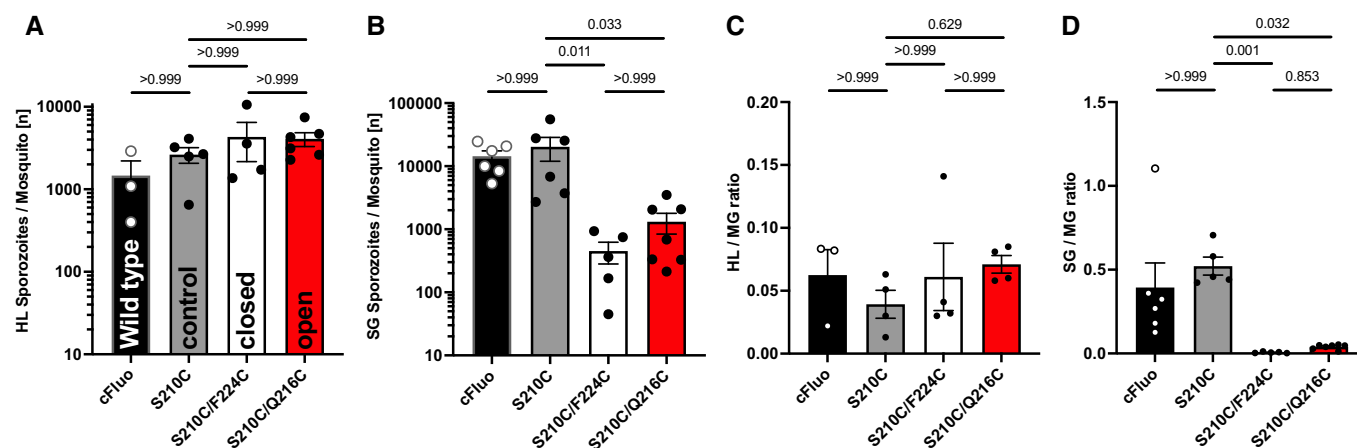 A
>0.999
>0.999
>0.999 >0.999
HL Sporozoites / Mosquito [n]
10000
1000
100
10
Wild type
control
closed
open
cFluo
S210C
S210C/F224C
S210C/Q216C
B
0.033
0.011
>0.999 >0.999
SG Sporozoites / Mosquito [n]
100000
10000
1000
100
10
cFluo
S210C
S210C/F224C
S210C/Q216C
C
0.629
>0.999
>0.999 >0.999
HL / MG ratio
0.20
0.15
0.10
0.05
0.00
cFluo
S210C
S210C/F224C
S210C/Q216C
D
0.032
0.001
>0.999 0.853
SG / MG ratio
1.5
1.0
0.5
0.0
cFluo
S210C
S210C/F224C
S210C/Q216C